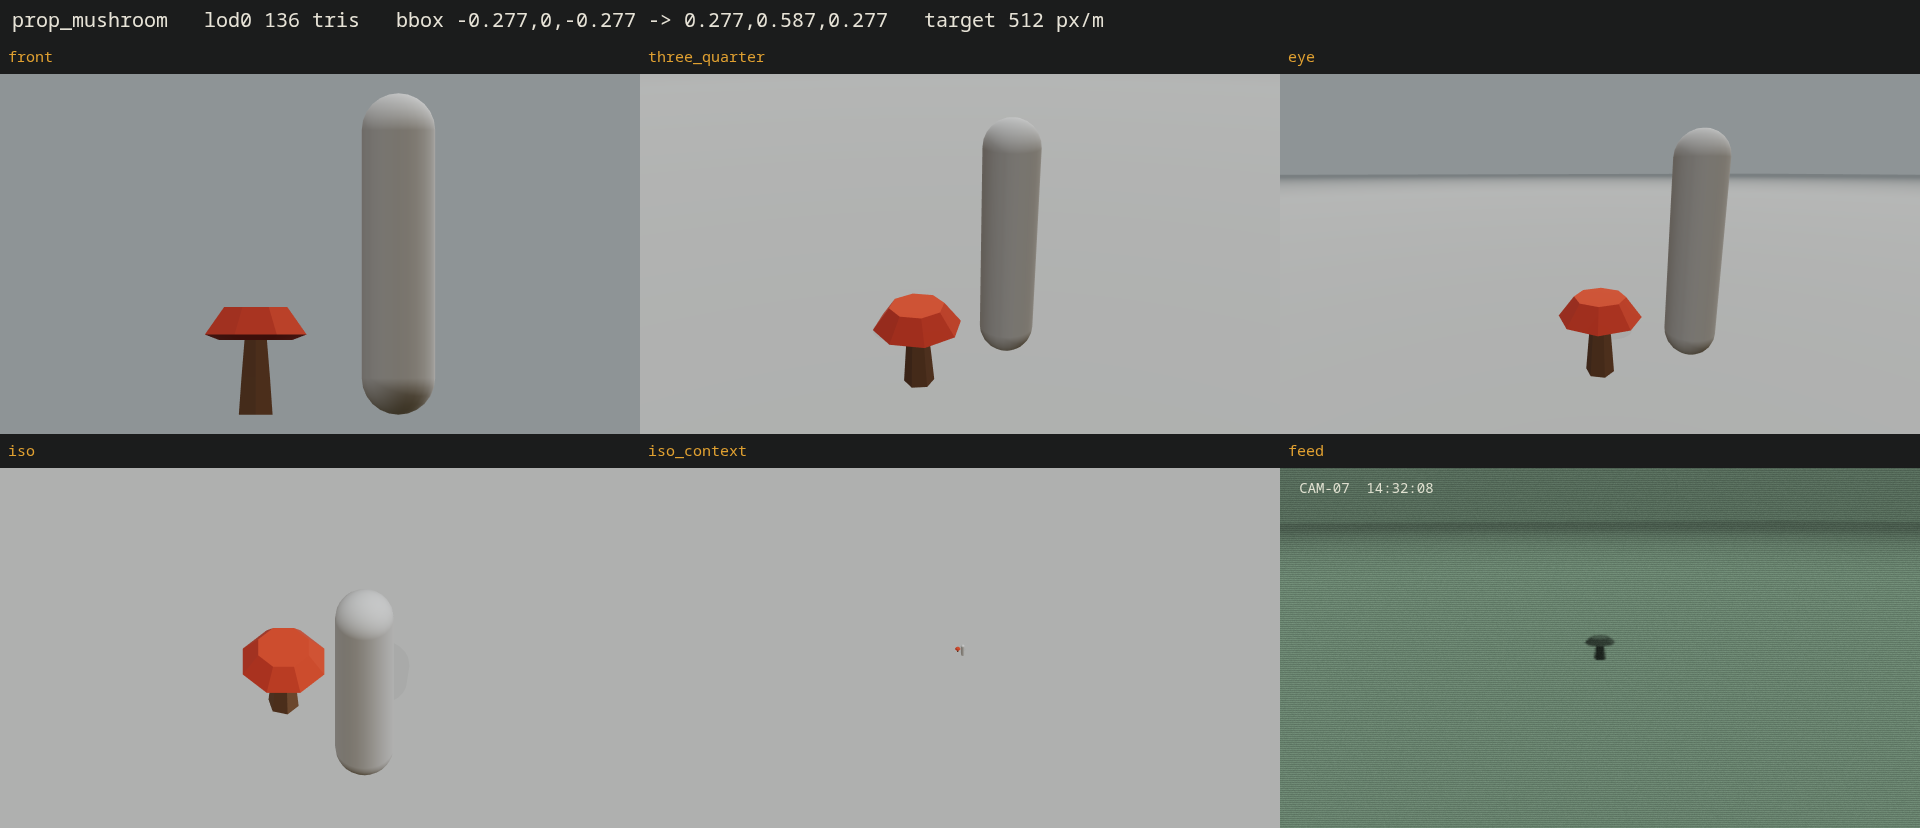 prop_mushroom lod0 136 tris bbox -0.277,0,-0.277 -> 0.277,0.587,0.277 target 512 px/m
front three_quarter eye
iso iso_context feed
CAM-07 14:32:08